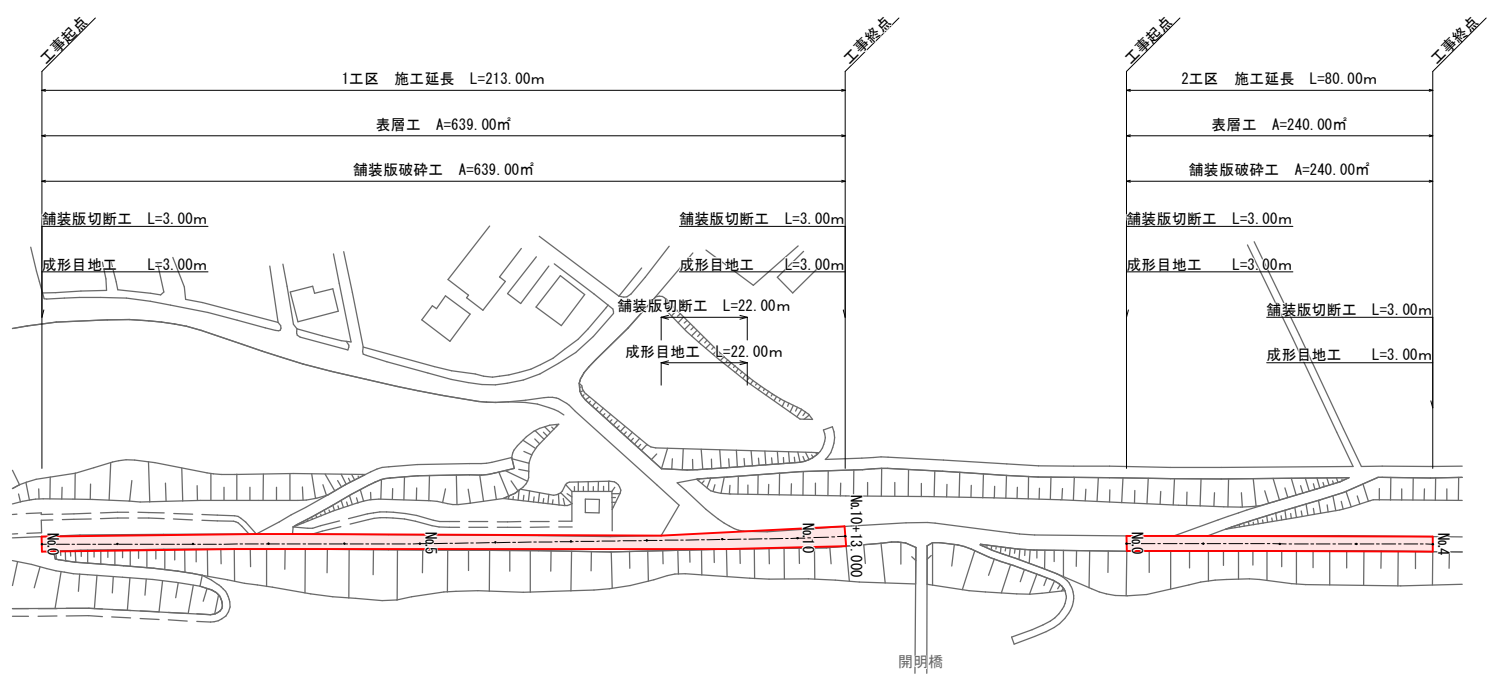 工事起点
工事終点
工事起点
工事終点
1工区　施工延長　L=213.00m
2工区　施工延長　L=80.00m
表層工　A=639.00㎡
表層工　A=240.00㎡
舗装版破砕工　A=639.00㎡
舗装版破砕工　A=240.00㎡
舗装版切断工　L=3.00m
舗装版切断工　L=3.00m
舗装版切断工　L=3.00m
成形目地工　L=3.00m
成形目地工　L=3.00m
成形目地工　L=3.00m
舗装版切断工　L=22.00m
舗装版切断工　L=3.00m
成形目地工　L=22.00m
成形目地工　L=3.00m
No.0
No.5
No.10
No.10+13.000
No.0
No.4
開明橋